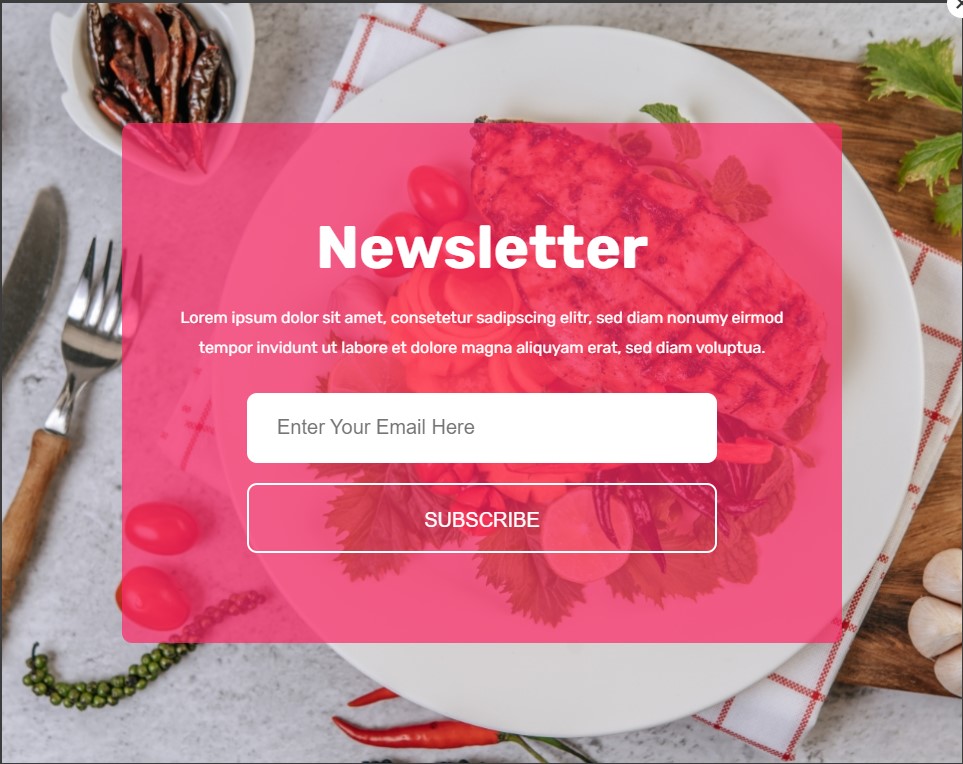 Newsletter
Lorem ipsum dolor sit amet, consetetur sadipscing elitr, sed diam nonumy eirmod
tempor invidunt ut labore et dolore magna aliquyam erat, sed diam voluptua.
Enter Your Email Here
SUBSCRIBE